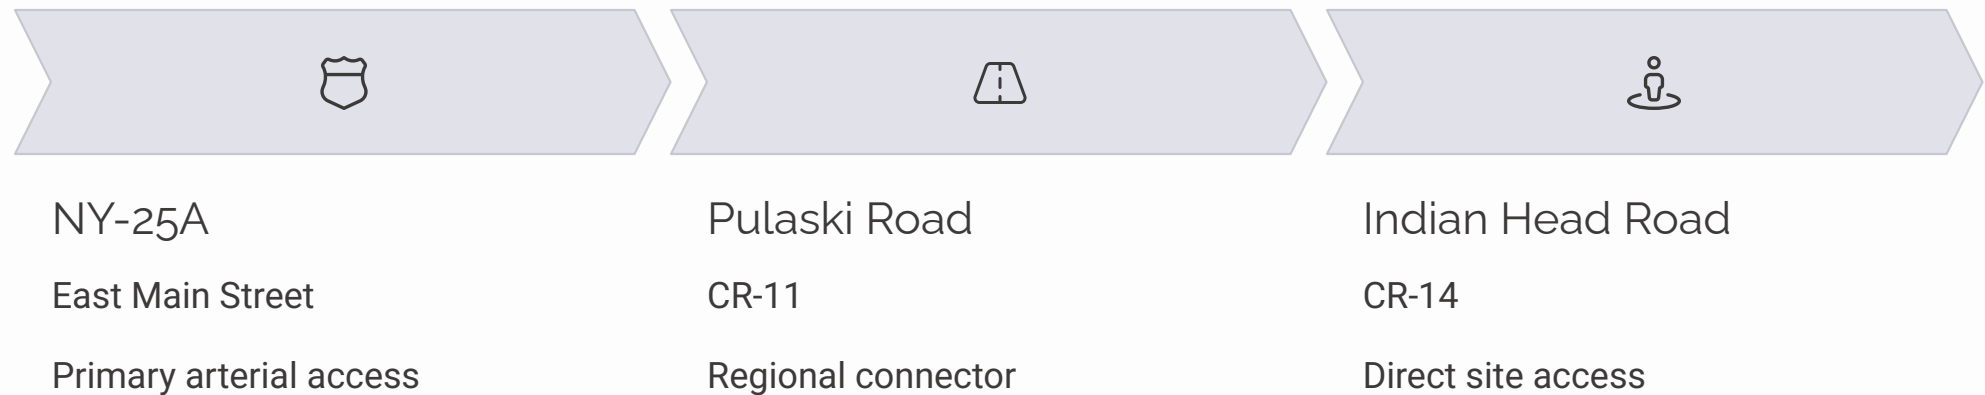 NY-25A
East Main Street
Primary arterial access
Pulaski Road
CR-11
Regional connector
Indian Head Road
CR-14
Direct site access